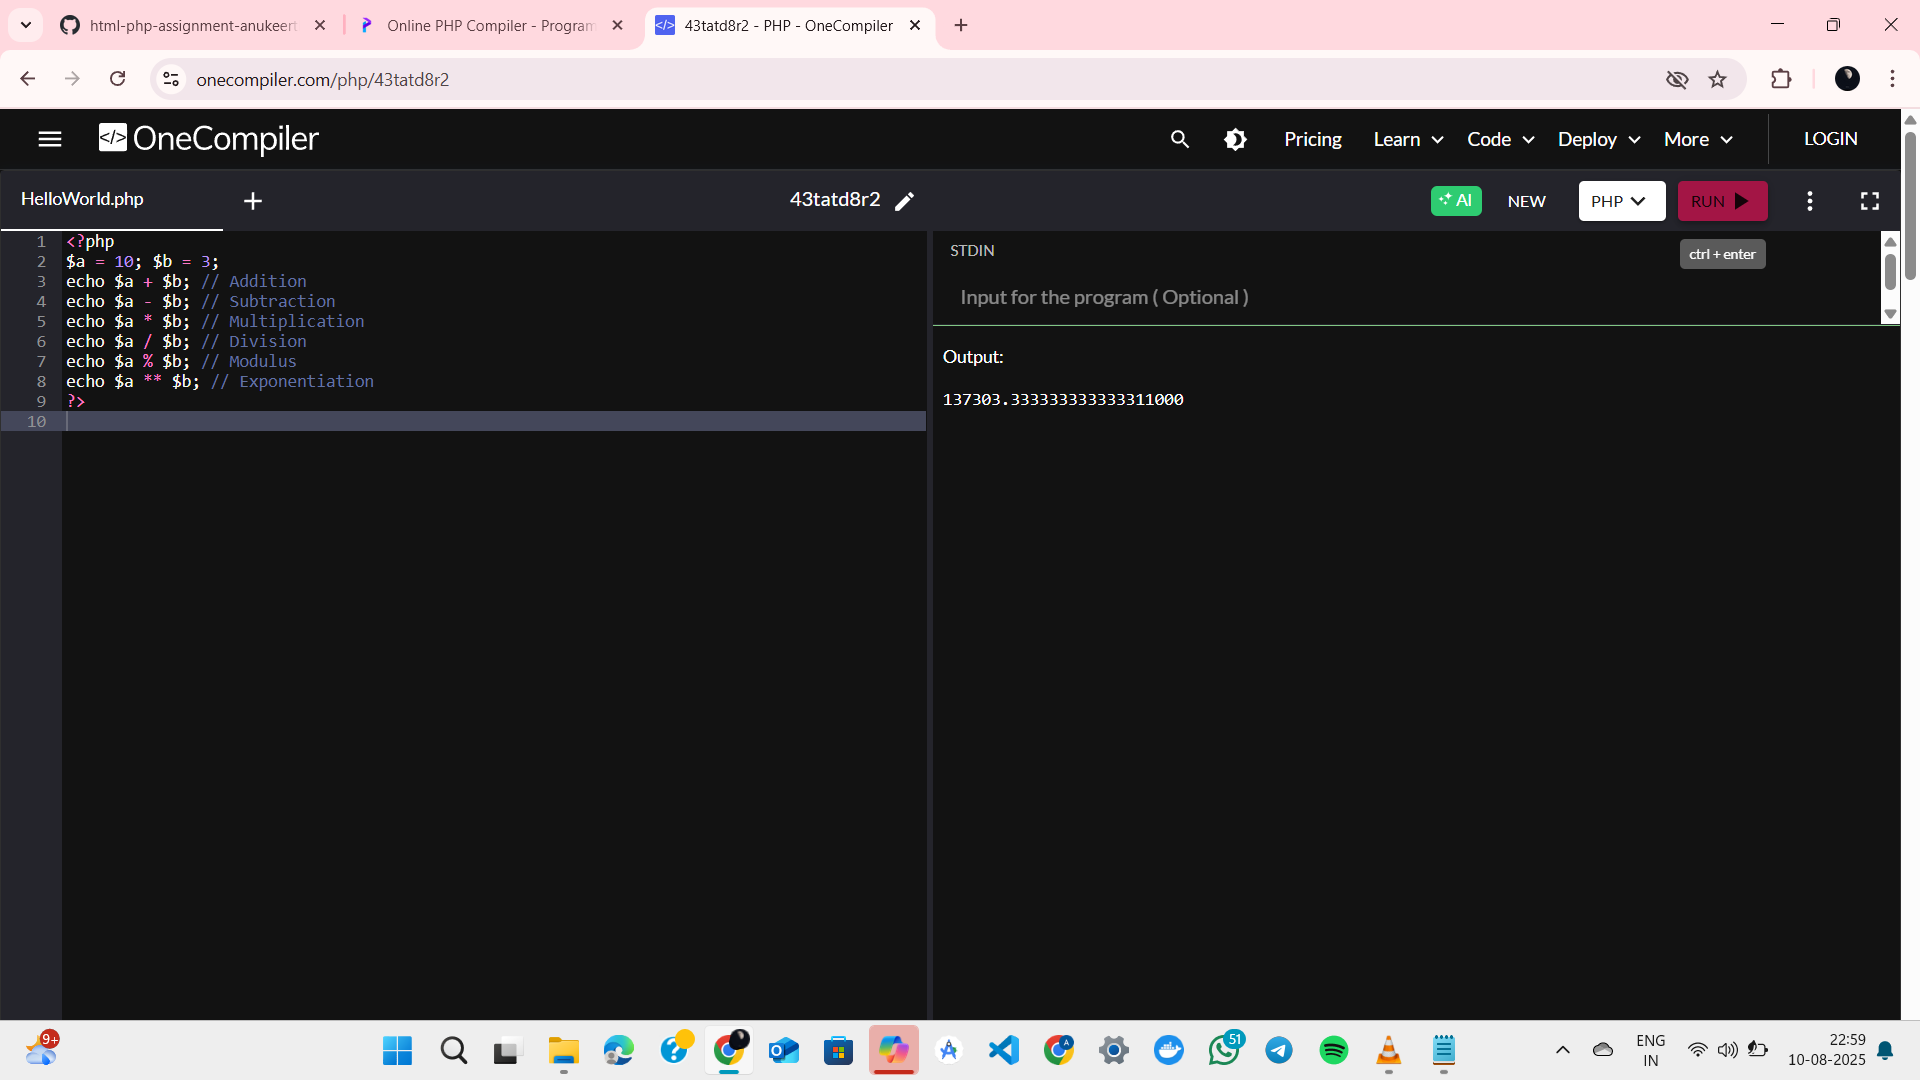 html-php-assignment-anukeert
Online PHP Compiler - Program
43tatd8r2 - PHP - OneCompiler
onecompiler.com/php/43tatd8r2
</> OneCompiler
Pricing
Learn
Code
Deploy
More
LOGIN
HelloWorld.php
43tatd8r2
AI
NEW
PHP
RUN
ctrl + enter
1 <?php
2 $a = 10; $b = 3;
3 echo $a + $b; // Addition
4 echo $a - $b; // Subtraction
5 echo $a * $b; // Multiplication
6 echo $a / $b; // Division
7 echo $a % $b; // Modulus
8 echo $a ** $b; // Exponentiation
9 ?>
10
STDIN
Input for the program ( Optional )
Output:
137303.333333333333311000
9+
51
ENG
IN
22:59
10-08-2025